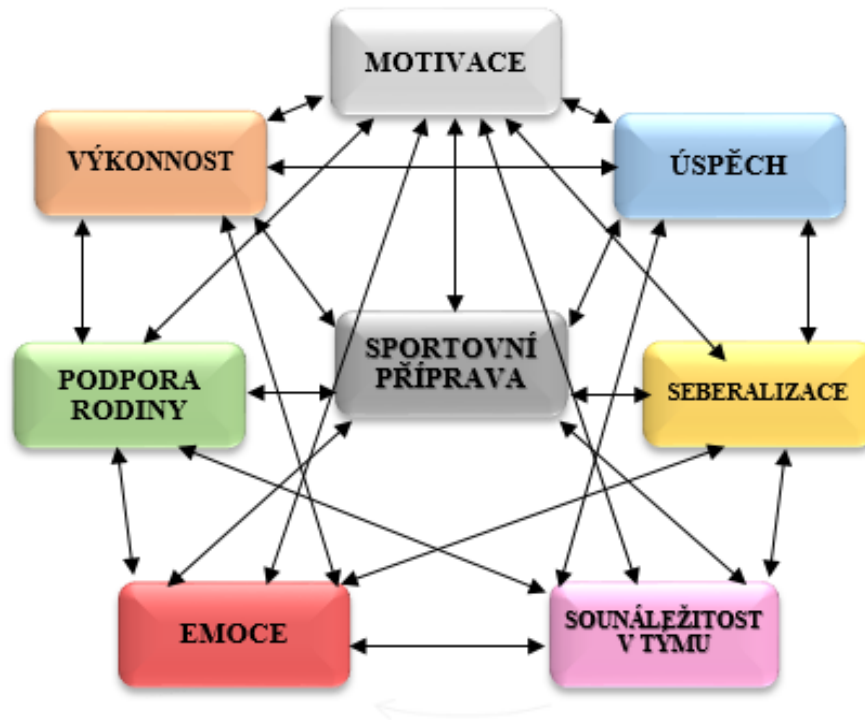 MOTIVACE
VÝKONNOST
ÚSPĚCH
SPORTOVNÍ
PŘÍPRAVA
PODPORA
RODINY
SEBERALIZACE
EMOCE
SOUNÁLEŽITOST
V TÝMU